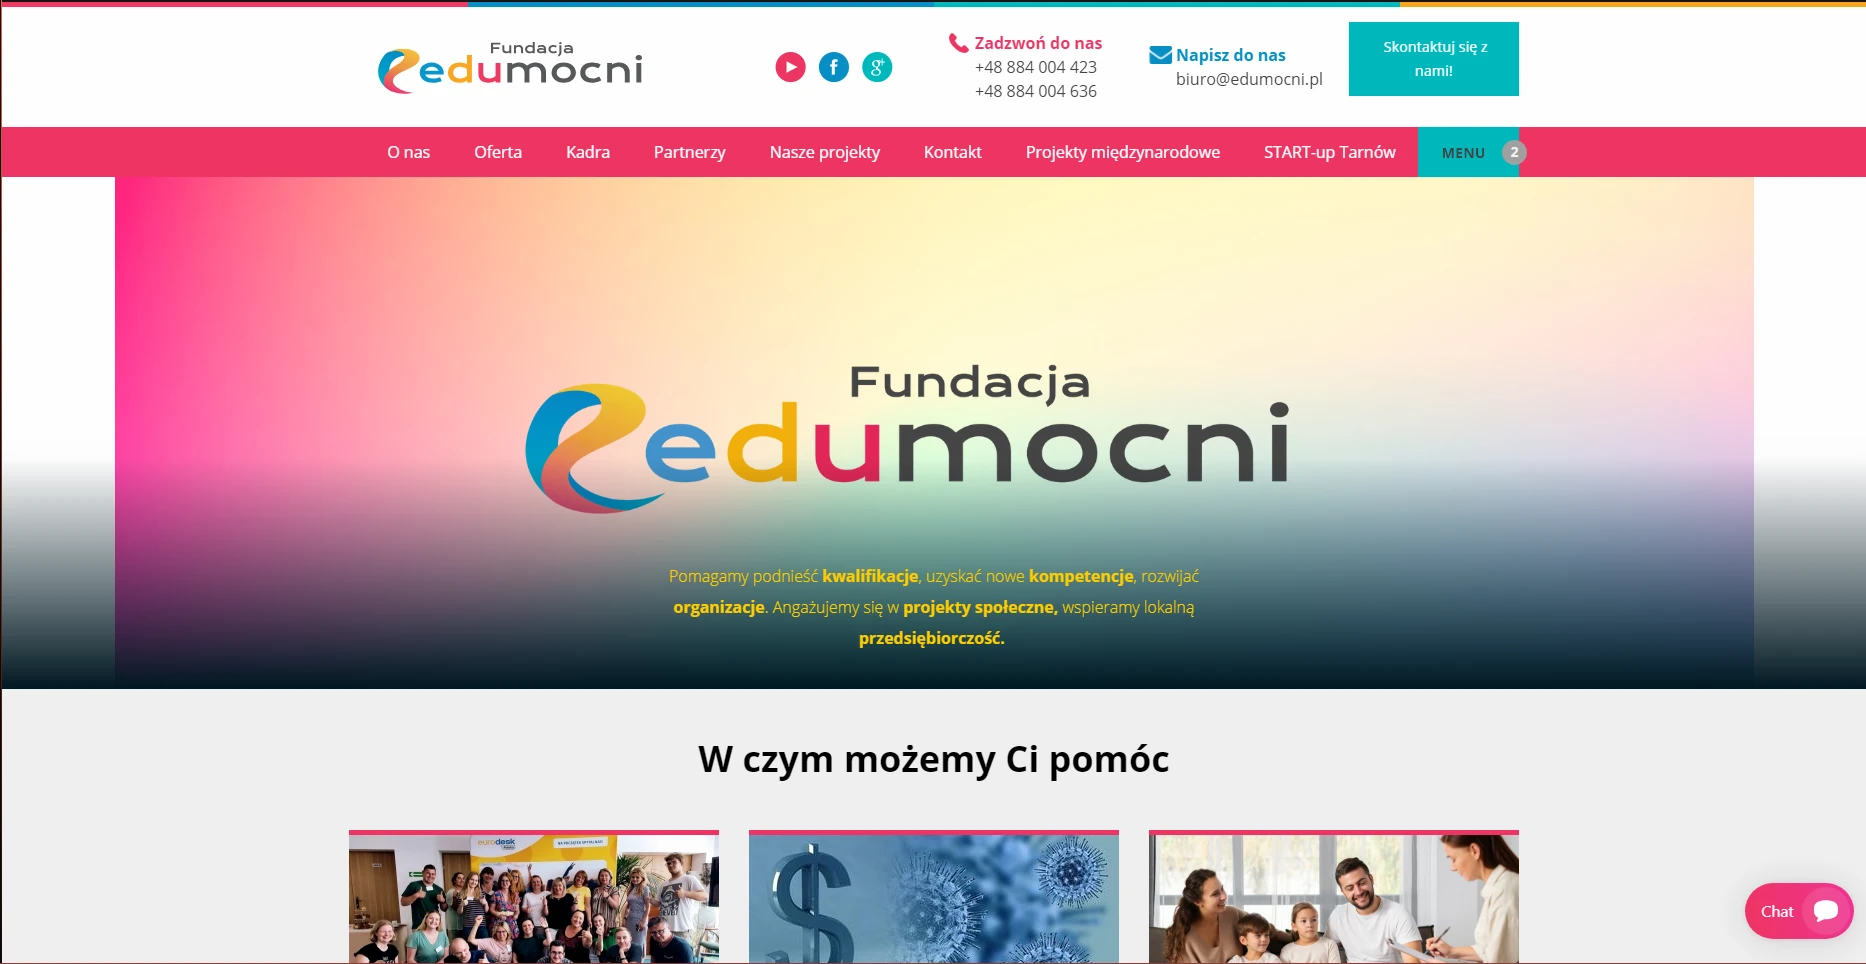 Fundacja
edumocni
Zadzwoń do nas
+48 884 004 423
+48 884 004 636
Napisz do nas
biuro@edumocni.pl
Skontaktuj się z
nami!
O nas
Oferta
Kadra
Partnerzy
Nasze projekty
Kontakt
Projekty międzynarodowe
START-up Tarnów
MENU
2
Fundacja
edumocni
Pomagamy podnieść kwalifikacje, uzyskać nowe kompetencje, rozwijać
organizacje. Angażujemy się w projekty społeczne, wspieramy lokalną
przedsiębiorczość.
W czym możemy Ci pomóc
eurodesk
Chat